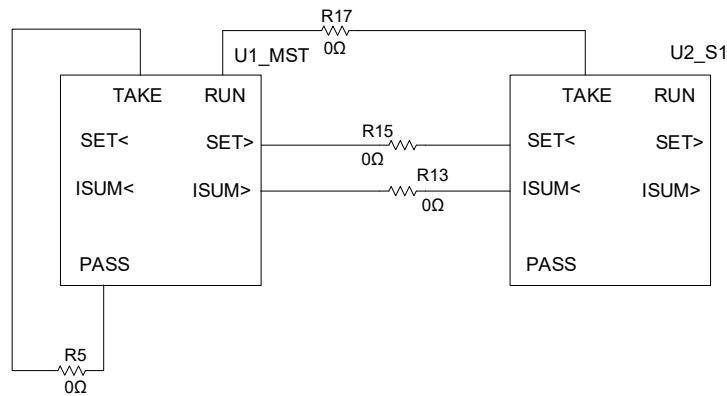 R17
0Ω
U1_MST
U2_S1
TAKE RUN
TAKE RUN
SET<
SET>
R15
0Ω
SET<
SET>
ISUM<
ISUM>
R13
0Ω
ISUM<
ISUM>
PASS
PASS
R5
0Ω